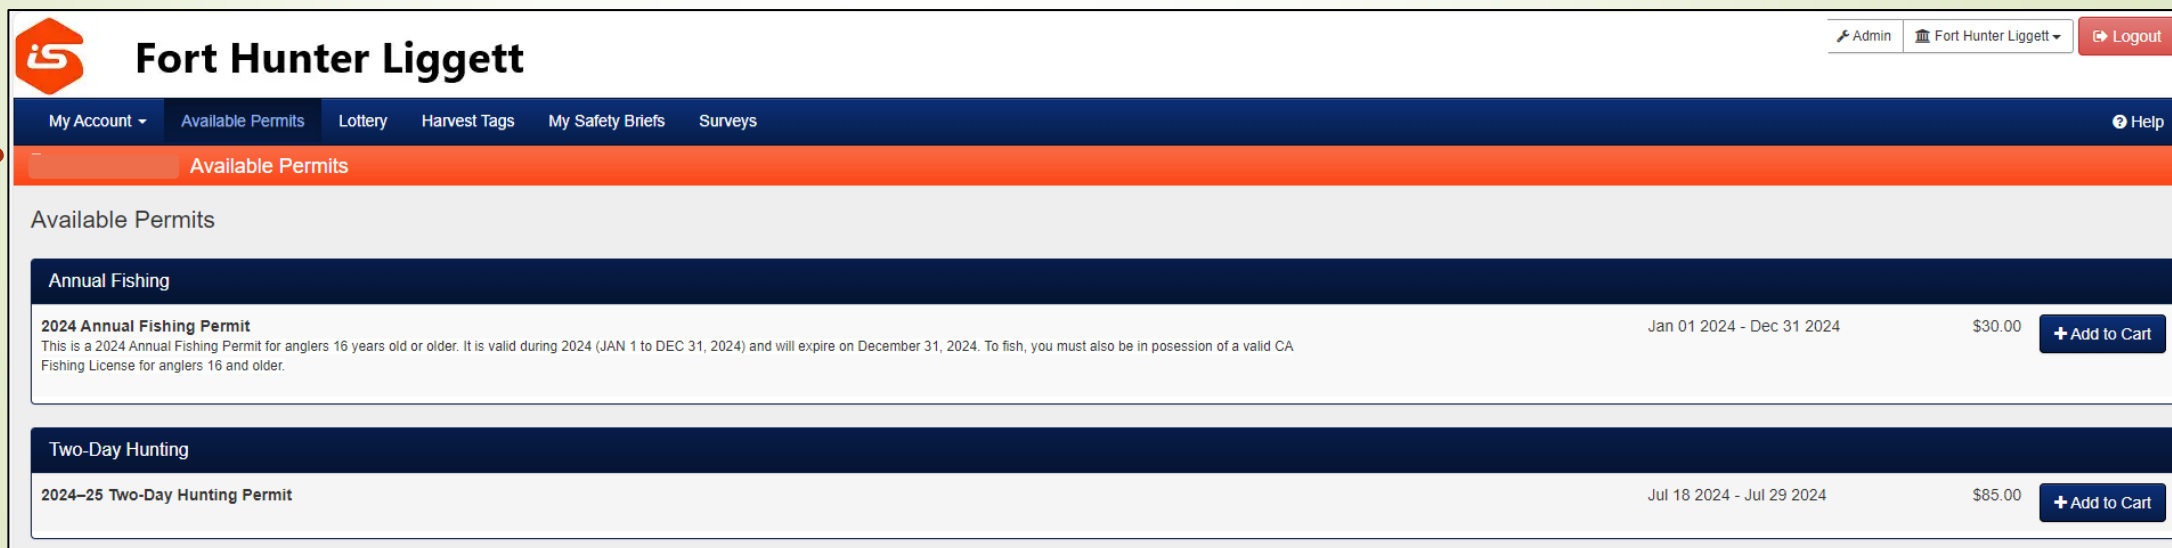 iS
Fort Hunter Liggett
Admin Fort Hunter Liggett Logout
My Account Available Permits Lottery Harvest Tags My Safety Briefs Surveys Help
Available Permits
Available Permits
Annual Fishing
2024 Annual Fishing Permit Jan 01 2024 - Dec 31 2024 $30.00 + Add to Cart
This is a 2024 Annual Fishing Permit for anglers 16 years old or older. It is valid during 2024 (JAN 1 to DEC 31, 2024) and will expire on December 31, 2024. To fish, you must also be in posession of a valid CA
Fishing License for anglers 16 and older.
Two-Day Hunting
2024–25 Two-Day Hunting Permit Jul 18 2024 - Jul 29 2024 $85.00 + Add to Cart